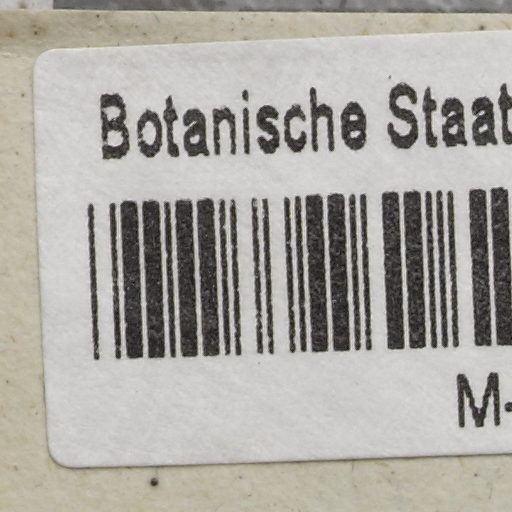 Botanische Staat
M-